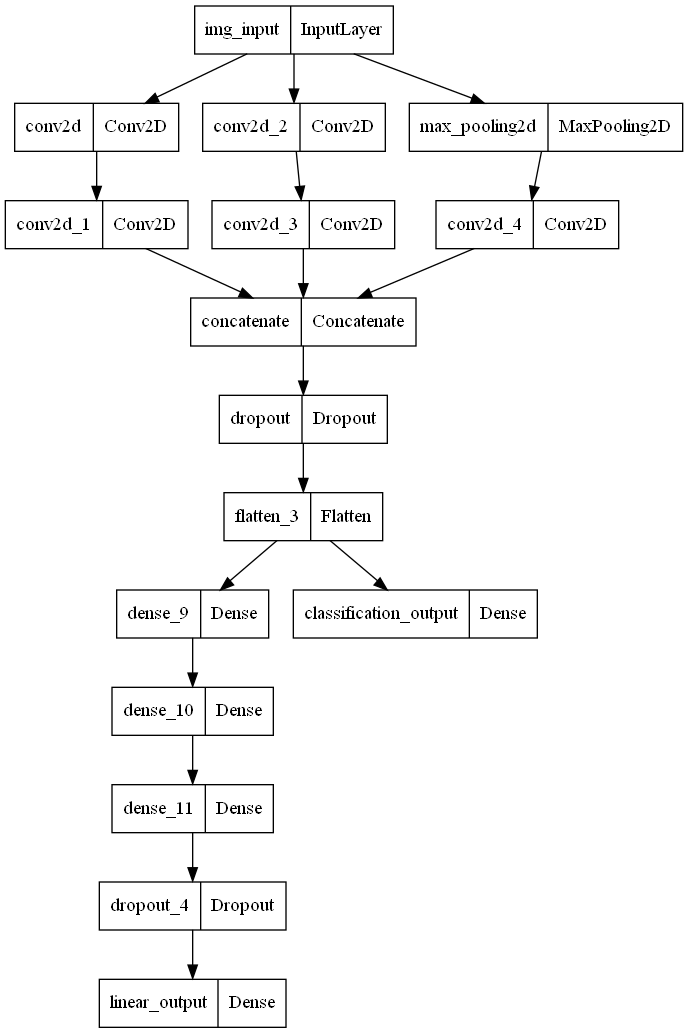 img_input InputLayer
conv2d Conv2D conv2d_2 Conv2D max_pooling2d MaxPooling2D
conv2d_1 Conv2D conv2d_3 Conv2D conv2d_4 Conv2D
concatenate Concatenate
dropout Dropout
flatten_3 Flatten
dense_9 Dense classification_output Dense
dense_10 Dense
dense_11 Dense
dropout_4 Dropout
linear_output Dense